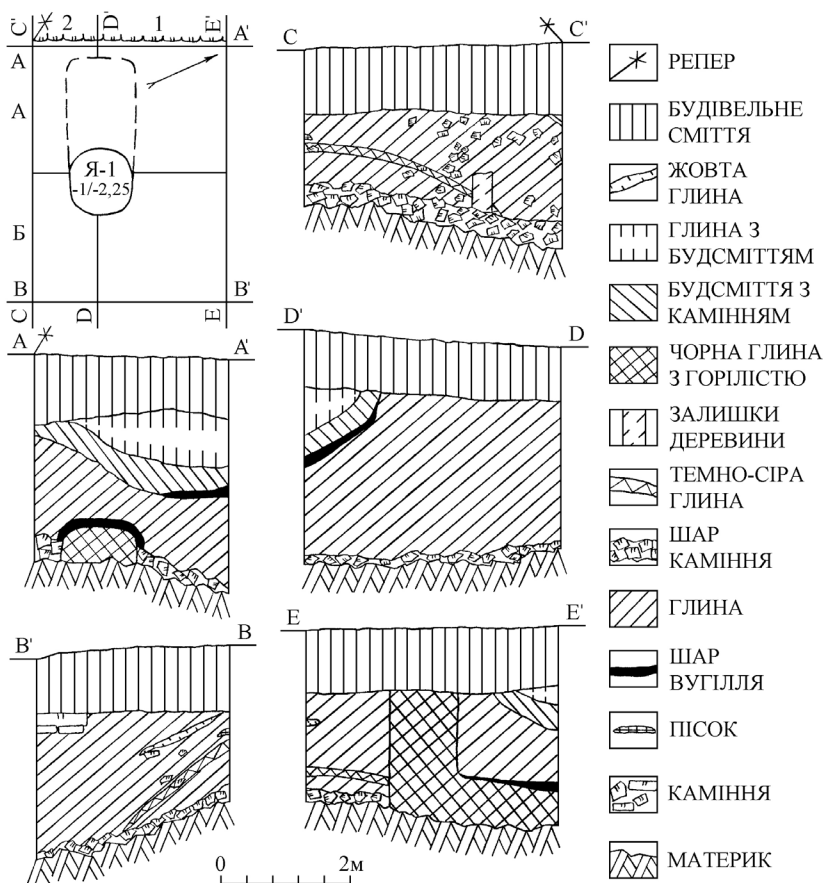 C' 2 D' 1 E' A'
A
А
Я-1
-1/-2,25
Б
B B'
C D E
C C'
A A'
D' D
B' B
E E'
0 2м
РЕПЕР
БУДІВЕЛЬНЕ
СМІТТЯ
ЖОВТА
ГЛИНА
ГЛИНА З
БУДСМІТТЯМ
БУДСМІТТЯ З
КАМІННЯМ
ЧОРНА ГЛИНА
З ГОРІЛІСТЮ
ЗАЛИШКИ
ДЕРЕВИНИ
ТЕМНО-СІРА
ГЛИНА
ШАР
КАМІННЯ
ГЛИНА
ШАР
ВУГІЛЛЯ
ПІСОК
КАМІННЯ
МАТЕРИК